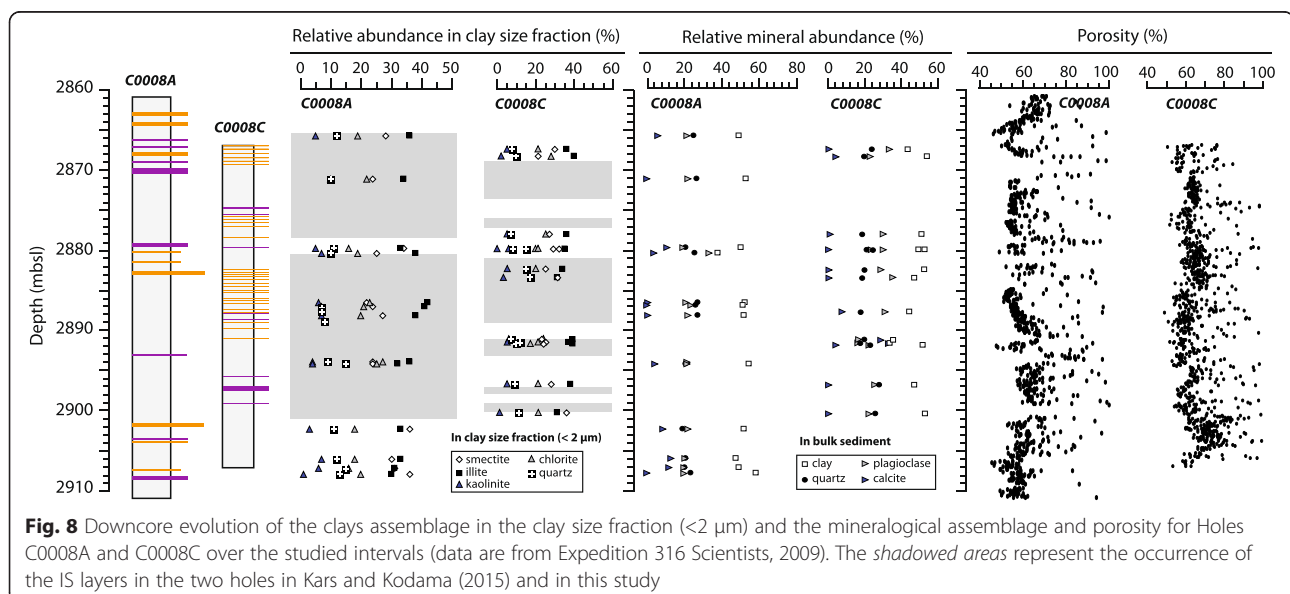 Relative abundance in clay size fraction (%)
Relative mineral abundance (%)
Porosity (%)
0 10 20 30 40 50
0 20 40 60
0 20 40 60 80
0 20 40 60
40 60 80 100
40 60 80 100
C0008A
C0008C
C0008A
C0008C
C0008A
C0008C
C0008A
C0008C
Depth (mbsl)
2860
2870
2880
2890
2900
2910
In clay size fraction (< 2 µm)
smectite chlorite
illite quartz
kaolinite
In bulk sediment
clay plagioclase
quartz calcite
Fig. 8 Downcore evolution of the clays assemblage in the clay size fraction (<2 μm) and the mineralogical assemblage and porosity for Holes
C0008A and C0008C over the studied intervals (data are from Expedition 316 Scientists, 2009). The shadowed areas represent the occurrence of
the IS layers in the two holes in Kars and Kodama (2015) and in this study